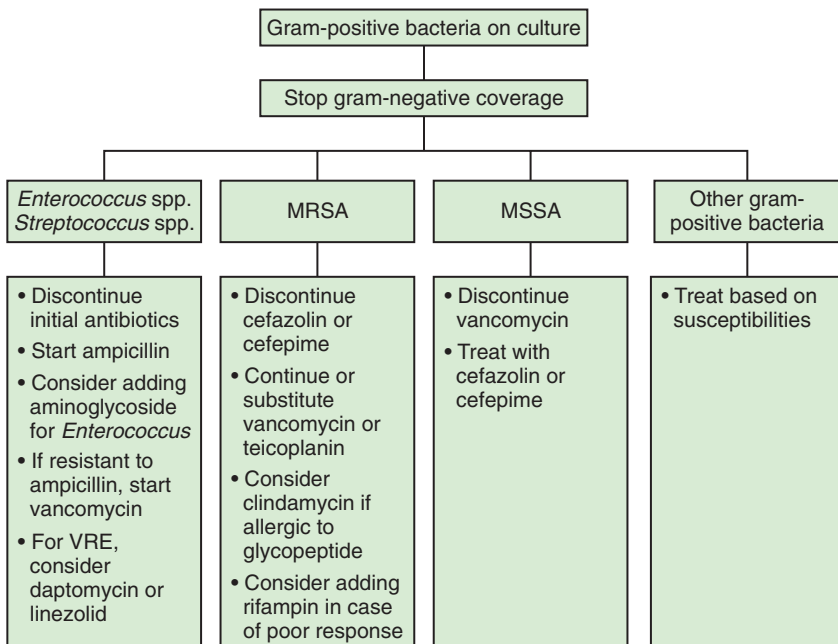 Gram-positive bacteria on culture
Stop gram-negative coverage
Enterococcus spp.
Streptococcus spp.
• Discontinue
initial antibiotics
• Start ampicillin
• Consider adding
aminoglycoside
for Enterococcus
• If resistant to
ampicillin, start
vancomycin
• For VRE,
consider
daptomycin or
linezolid
MRSA
• Discontinue
cefazolin or
cefepime
• Continue or
substitute
vancomycin or
teicoplanin
• Consider
clindamycin if
allergic to
glycopeptide
• Consider adding
rifampin in case
of poor response
MSSA
• Discontinue
vancomycin
• Treat with
cefazolin or
cefepime
Other gram-
positive bacteria
• Treat based on
susceptibilities